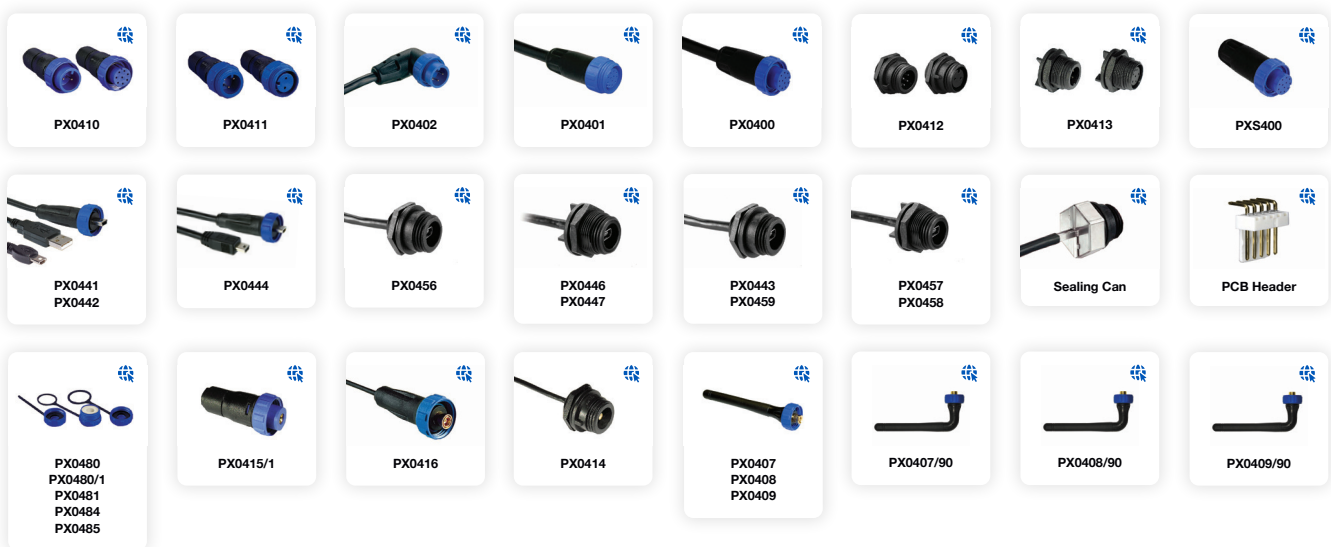 PX0410
PX0411
PX0402
PX0401
PX0400
PX0412
PX0413
PXS400
PX0441
PX0442
PX0444
PX0456
PX0446
PX0447
PX0443
PX0459
PX0457
PX0458
Sealing Can
PCB Header
PX0480
PX0480/1
PX0481
PX0484
PX0485
PX0415/1
PX0416
PX0414
PX0407
PX0408
PX0409
PX0407/90
PX0408/90
PX0409/90